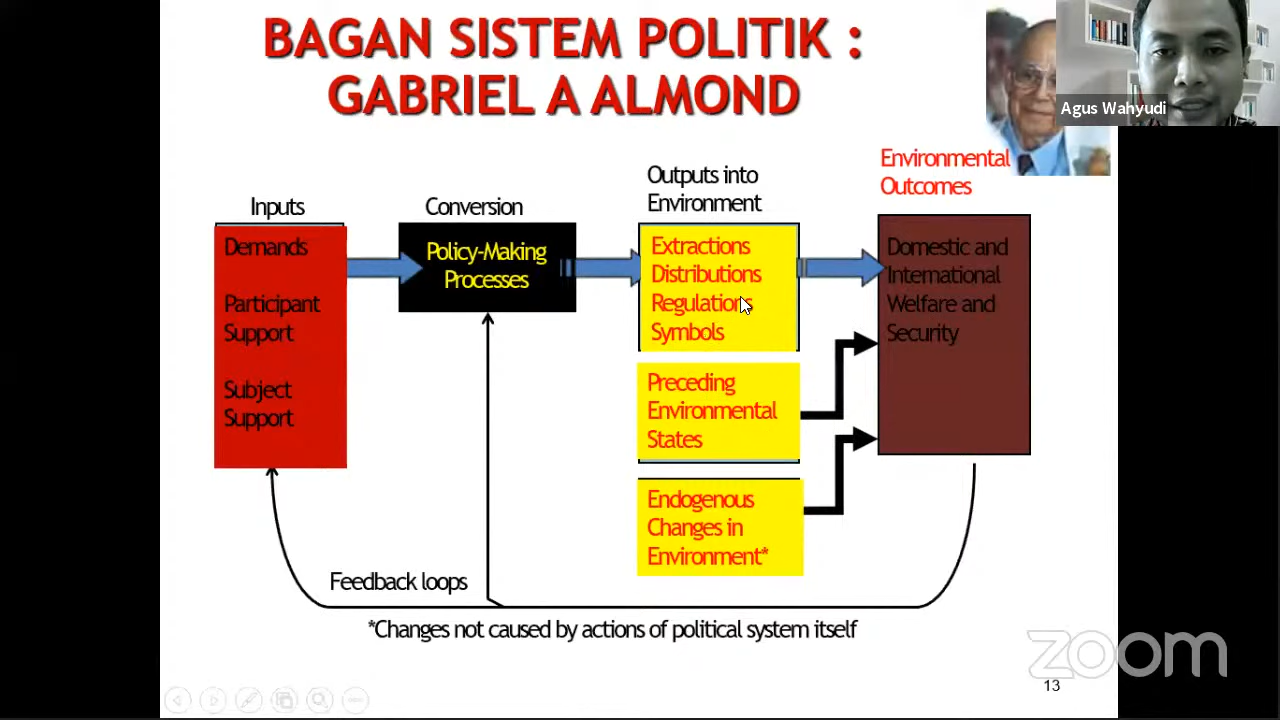 BAGAN SISTEM POLITIK :
GABRIEL A ALMOND
Agus Wahyudi
Inputs
Demands
Participant
Support
Subject
Support
Conversion
Policy-Making
Processes
Outputs into
Environment
Extractions
Distributions
Regulations
Symbols
Preceding
Environmental
States
Endogenous
Changes in
Environment*
Environmental
Outcomes
Domestic and
International
Welfare and
Security
Feedback loops
*Changes not caused by actions of political system itself
zoom
13